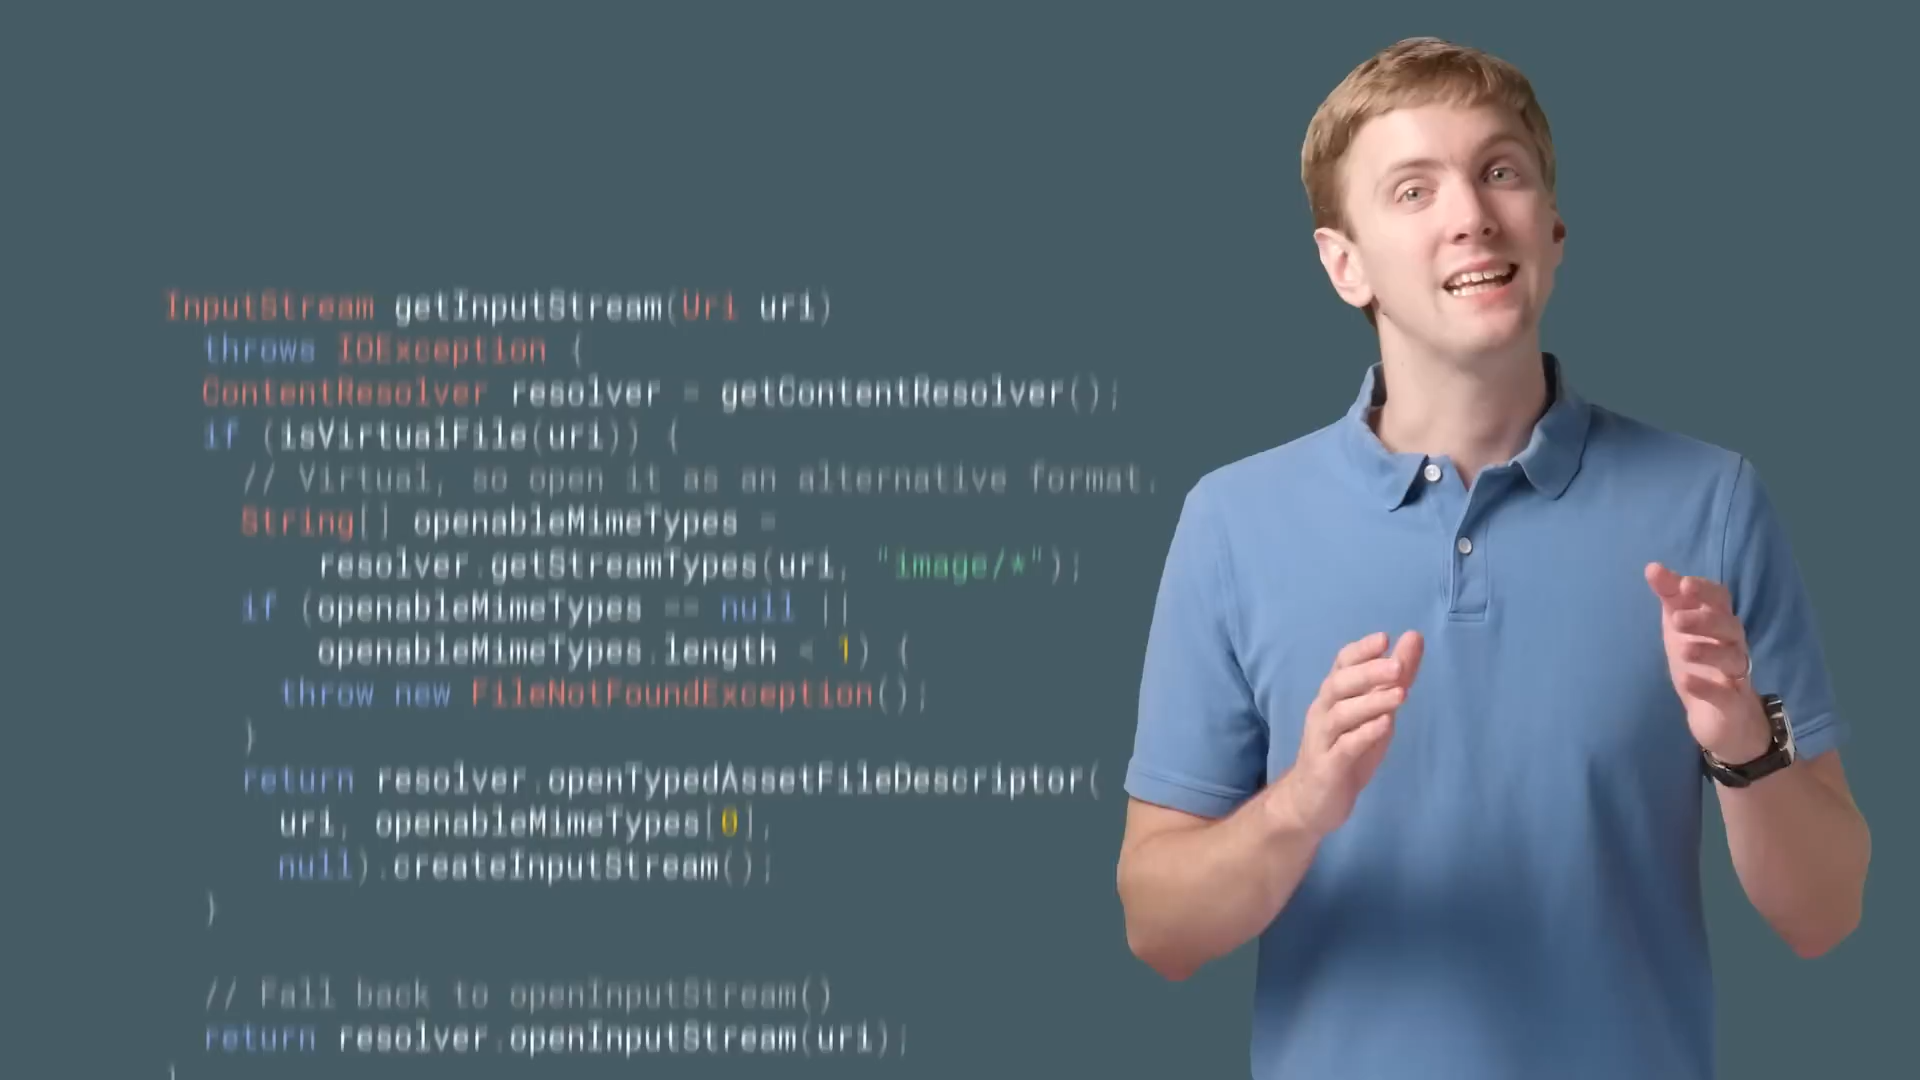 InputStream getInputStream(Uri uri)
throws IOException {
ContentResolver resolver = getContentResolver();
if (isVirtualFile(uri)) {
// Virtual, so open it as an alternative format.
String[] openableMimeTypes =
resolver.getStreamTypes(uri, "image/*");
if (openableMimeTypes == null ||
openableMimeTypes.length < 1) {
throw new FileNotFoundException();
}
return resolver.openTypedAssetFileDescriptor(
uri, openableMimeTypes[0],
null).createInputStream();
}
// Fall back to openInputStream()
return resolver.openInputStream(uri);